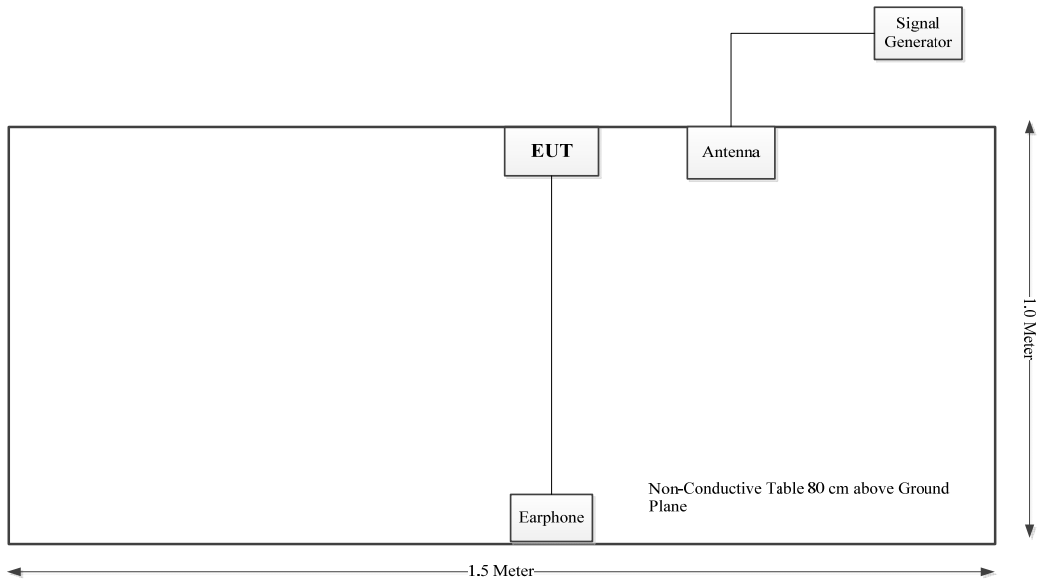 Signal
Generator
EUT
Antenna
1.0 Meter
Non-Conductive Table 80 cm above Ground
Plane
Earphone
1.5 Meter